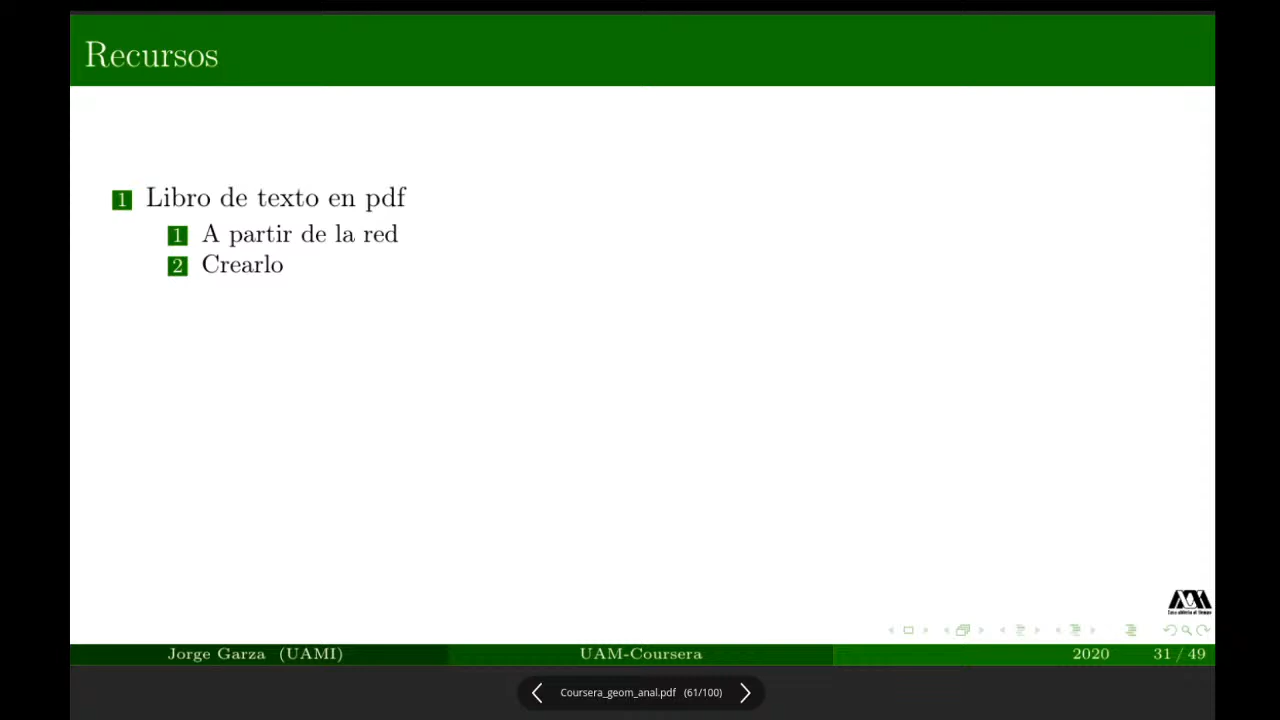 Recursos
1 Libro de texto en pdf
1 A partir de la red
2 Crearlo
Jorge Garza (UAMI) UAM-Coursera 2020 31 / 49
Coursera_geom_anal.pdf (61/100)